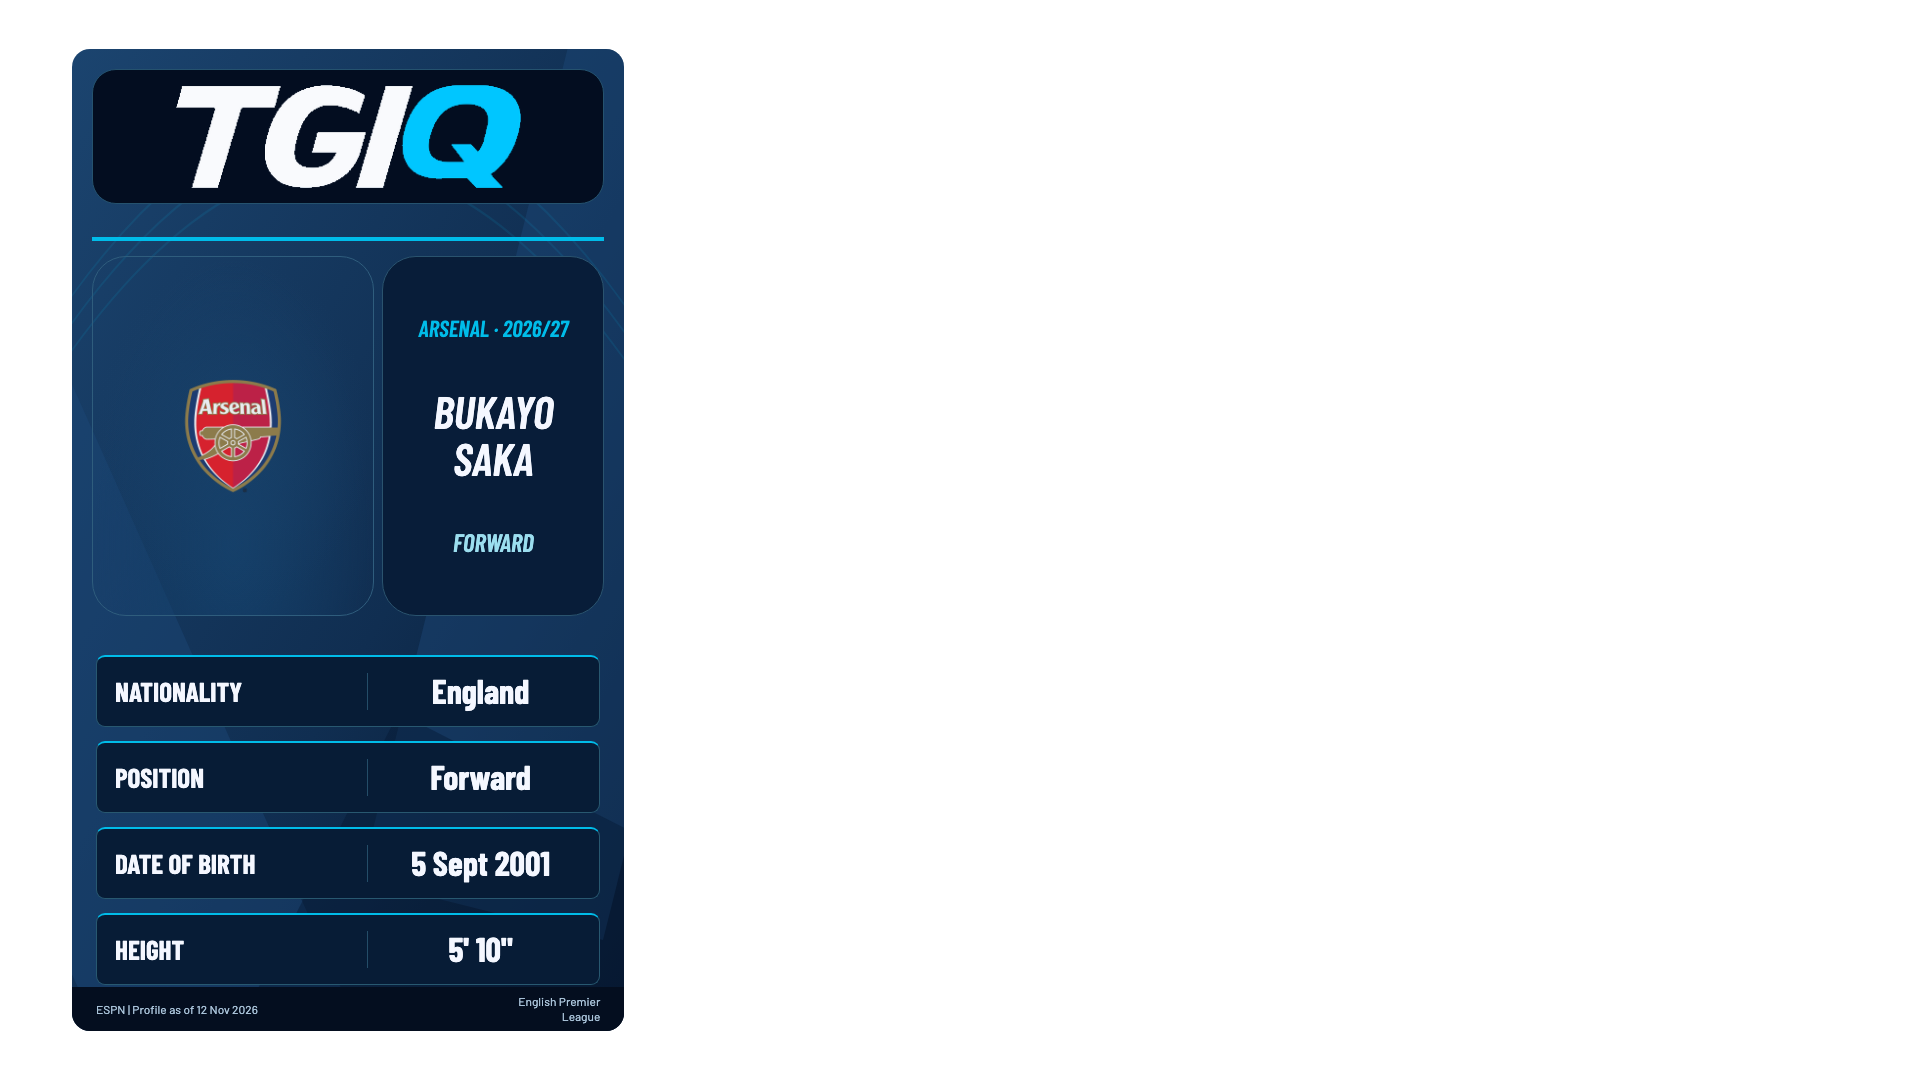 TGIQ
ARSENAL · 2026/27
Arsenal
BUKAYO
SAKA
FORWARD
NATIONALITY
England
POSITION
Forward
DATE OF BIRTH
5 Sept 2001
HEIGHT
5' 10"
ESPN | Profile as of 12 Nov 2026
English Premier
League